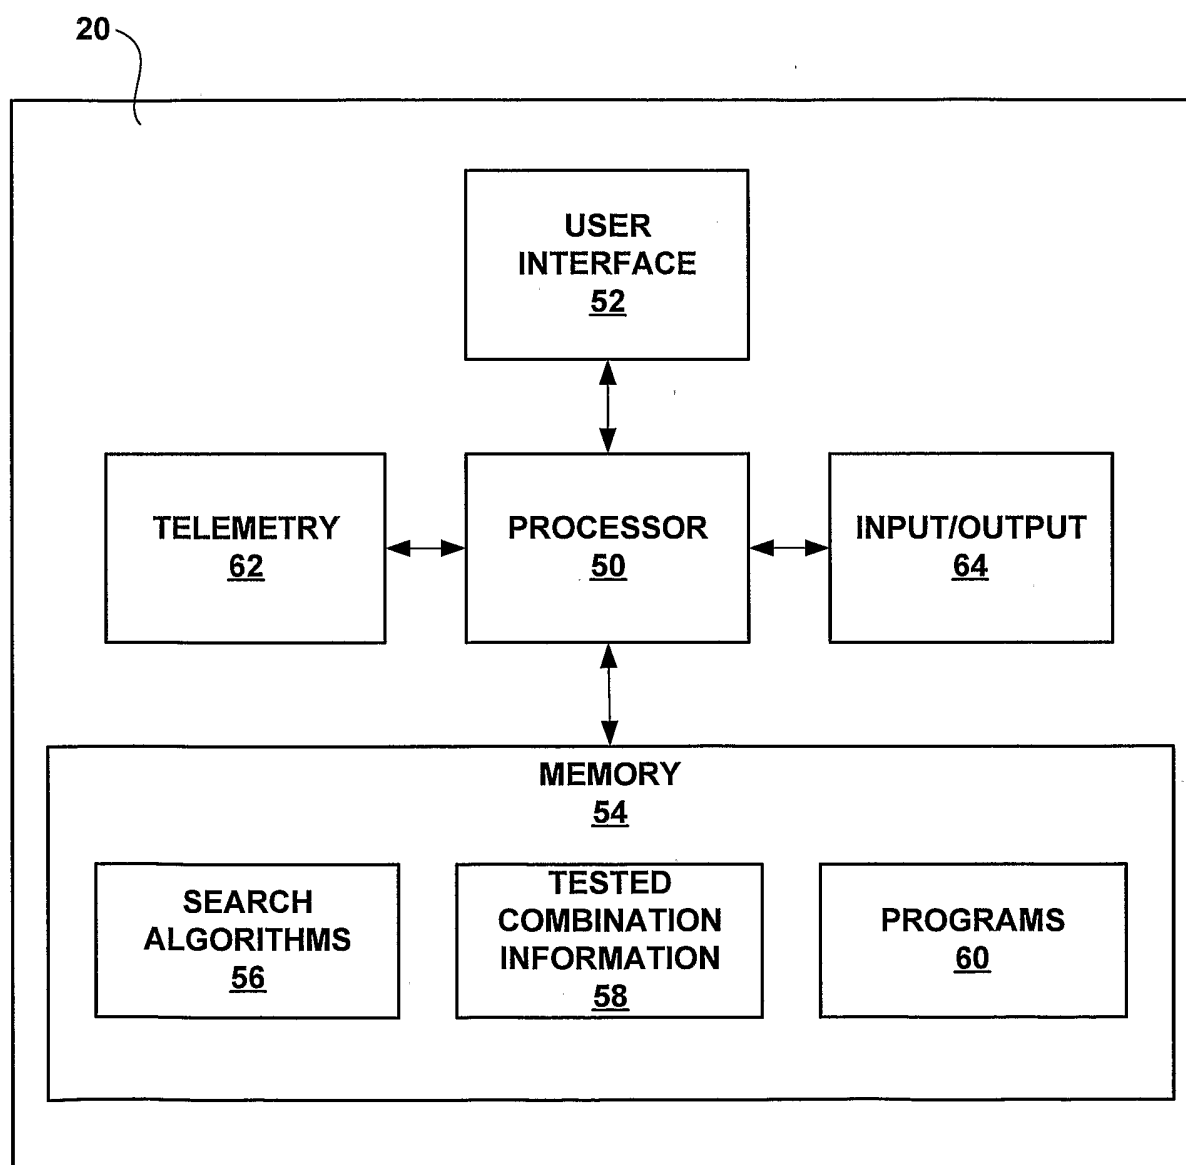 20
USER
INTERFACE
52
TELEMETRY
62
PROCESSOR
50
INPUT/OUTPUT
64
MEMORY
54
SEARCH
ALGORITHMS
56
TESTED
COMBINATION
INFORMATION
58
PROGRAMS
60